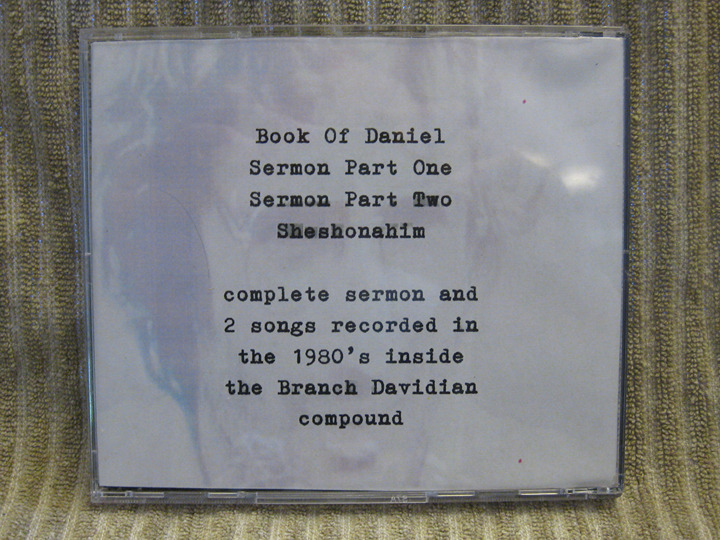 Book Of Daniel
Sermon Part One
Sermon Part Two
Sheshonahim
complete sermon and
2 songs recorded in
the 1980's inside
the Branch Davidian
compound